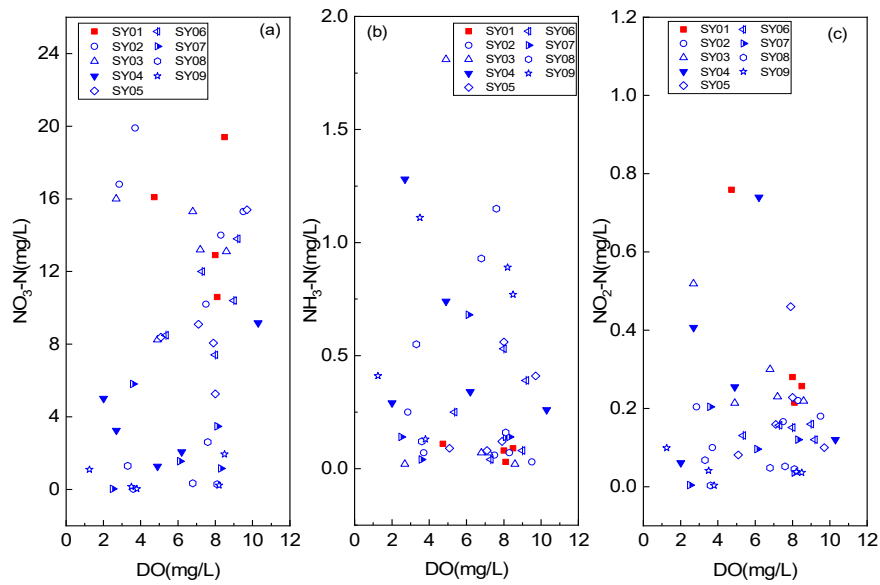 (a)
SY01 SY06
SY02 SY07
SY03 SY08
SY04 SY09
SY05
NO3-N(mg/L)
24
20
16
12
8
4
0
0 2 4 6 8 10 12
DO(mg/L)
(b)
SY01 SY06
SY02 SY07
SY03 SY08
SY04 SY09
SY05
NH3-N(mg/L)
2.0
1.5
1.0
0.5
0.0
0 2 4 6 8 10 12
DO(mg/L)
(c)
SY01 SY06
SY02 SY07
SY03 SY08
SY04 SY09
SY05
NO2-N(mg/L)
1.2
1.0
0.8
0.6
0.4
0.2
0.0
0 2 4 6 8 10 12
DO(mg/L)